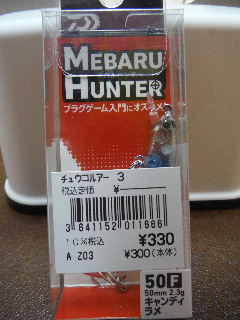 MEBARU
メバルハンター
HUNTER
プラグゲーム入門にオススメ
チュウコルアー 3
税込定価 ¥
3 641152 011686
10%税込 ¥330
A Z03 ¥300(本体)
50F
50mm 2.3g
キャンディ
ラメ